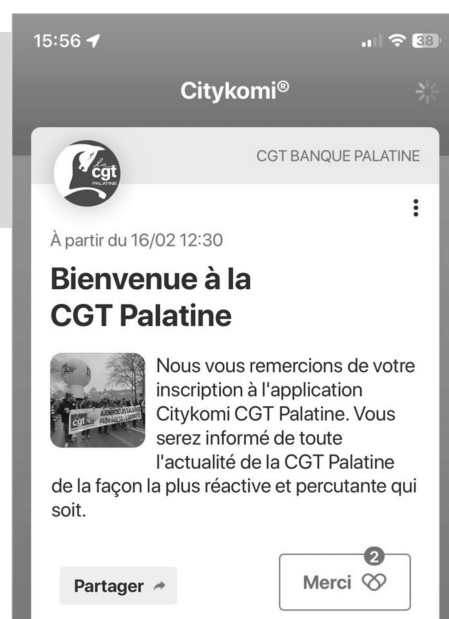 15:56
38
Citykomi®
la
cgt
PALATINE
CGT BANQUE PALATINE
À partir du 16/02 12:30
Bienvenue à la
CGT Palatine
Nous vous remercions de votre
inscription à l'application
Citykomi CGT Palatine. Vous
serez informé de toute
l'actualité de la CGT Palatine
de la façon la plus réactive et percutante qui
soit.
cgt
2
Partager
Merci